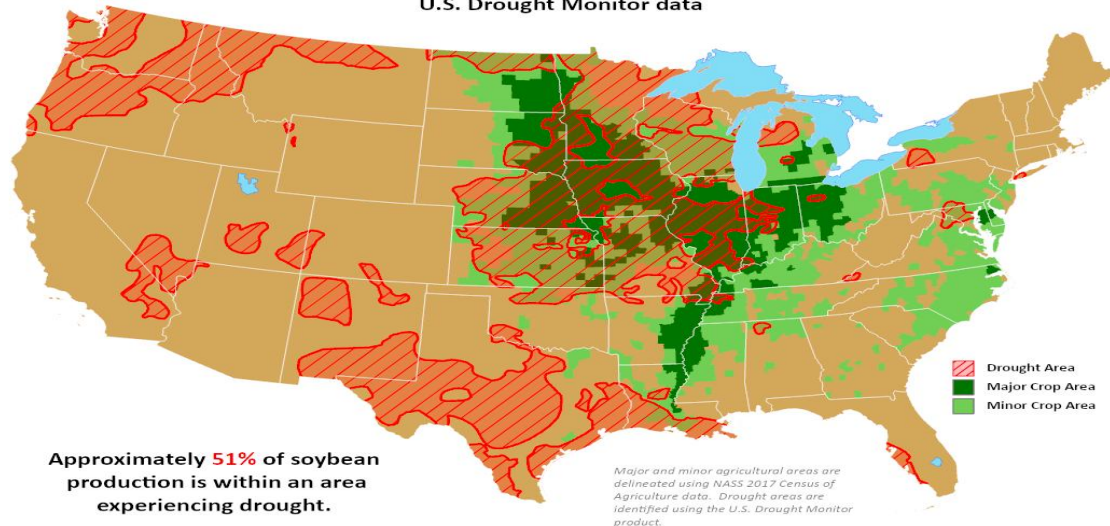 U.S. Drought Monitor data
Drought Area
Major Crop Area
Minor Crop Area
Approximately 51% of soybean
production is within an area
experiencing drought.
Major and minor agricultural areas are
delineated using NASS 2017 Census of
Agriculture data. Drought areas are
identified using the U.S. Drought Monitor
product.